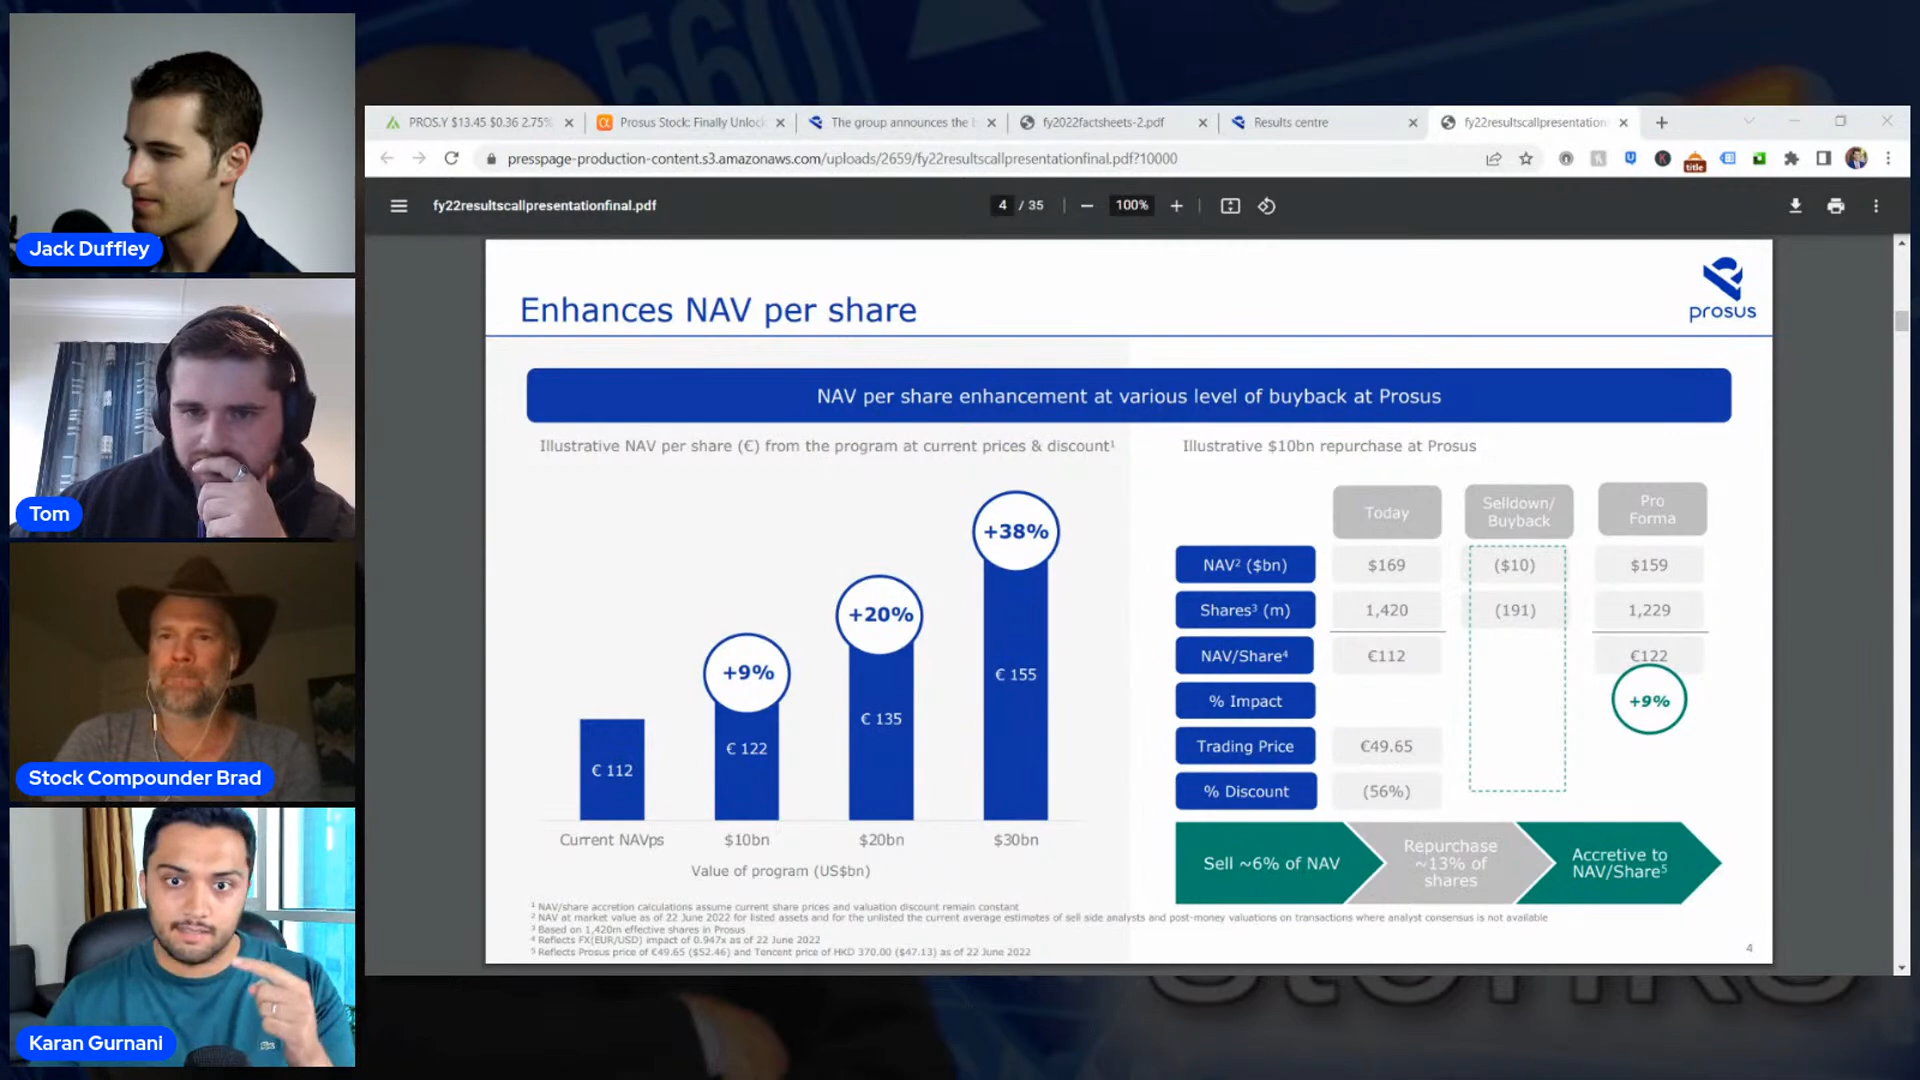 560
Jack Duffley
Tom
Stock Compounder Brad
Karan Gurnani
PROS.Y $13.45 $0.36 2.75%
Prosus Stock: Finally Unloc
The group announces the
fy2022factsheets-2.pdf
Results centre
fy22resultscallpresentation
presspage-production-content.s3.amazonaws.com/uploads/2659/fy22resultscallpresentationfinal.pdf?10000
title
fy22resultscallpresentationfinal.pdf
4 / 35
100%
Enhances NAV per share
prosus
NAV per share enhancement at various level of buyback at Prosus
Illustrative NAV per share (€) from the program at current prices & discount¹
+9%
+20%
+38%
€ 112
€ 122
€ 135
€ 155
Current NAVps $10bn $20bn $30bn
Value of program (US$bn)
Illustrative $10bn repurchase at Prosus
Today
Selldown/
Buyback
Pro
Forma
NAV² ($bn) $169 ($10) $159
Shares³ (m) 1,420 (191) 1,229
NAV/Share⁴ €112 €122
% Impact +9%
Trading Price €49.65
% Discount (56%)
Sell ~6% of NAV
Repurchase
~13% of
shares
Accretive to
NAV/Share⁵
¹ NAV/share accretion calculations assume current share prices and valuation discount remain constant
² NAV at market value as of 22 June 2022 for listed assets and for the unlisted the current average estimates of sell side analysts and post-money valuations on transactions where analyst consensus is not available
³ Based on 1,420m effective shares in Prosus
⁴ Reflects FX(EUR/USD) impact of 0.947x as of 22 June 2022
⁵ Reflects Prosus price of €49.65 ($52.46) and Tencent price of HKD 370.00 ($47.13) as of 22 June 2022
4